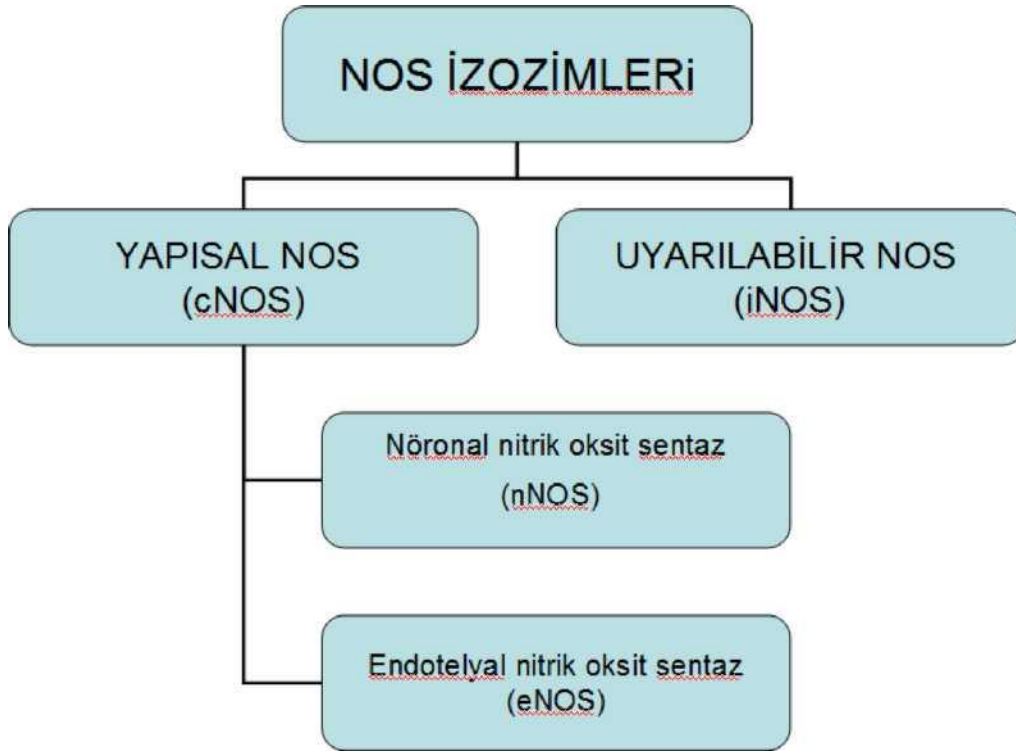 NOS İZOZİMLERi
YAPISAL NOS
(cNOS)
UYARILABİLİR NOS
(iNOS)
Nöronal nitrik oksit sentaz
(nNOS)
Endotelyal nitrik oksit sentaz
(eNOS)